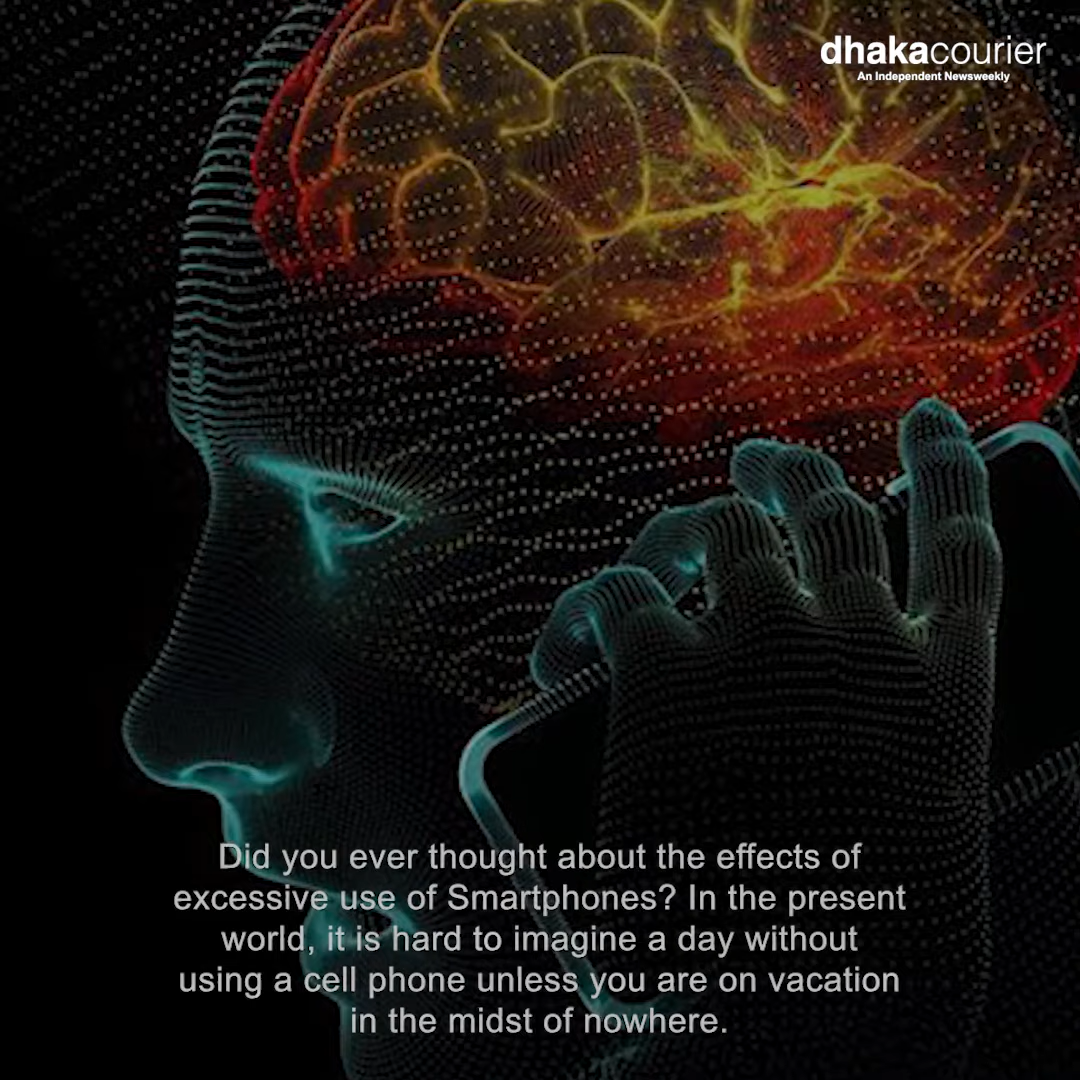 dhakacourier
An Independent Newsweekly
Did you ever thought about the effects of
excessive use of Smartphones? In the present
world, it is hard to imagine a day without
using a cell phone unless you are on vacation
in the midst of nowhere.